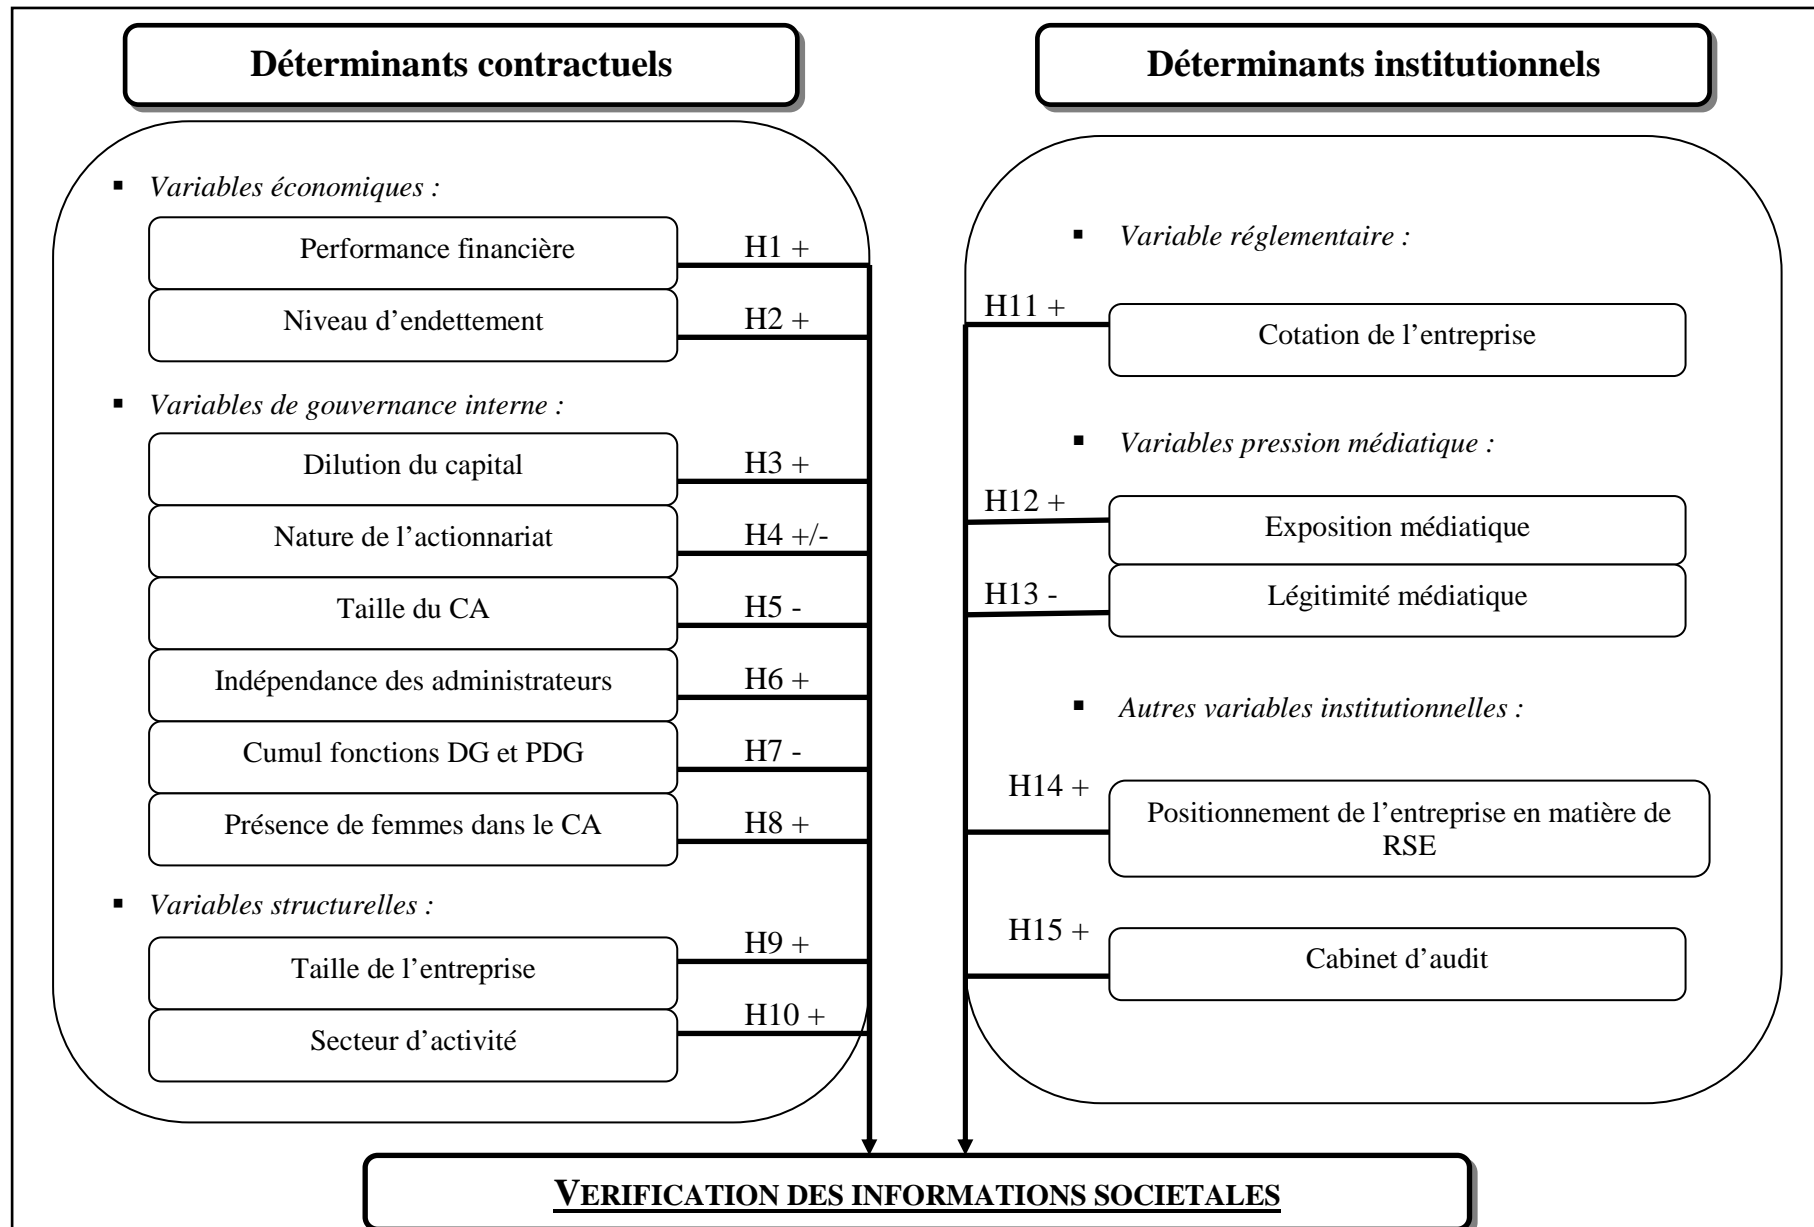 Déterminants contractuels
▪ Variables économiques :
Performance financière
H1 +
Niveau d’endettement
H2 +
▪ Variables de gouvernance interne :
Dilution du capital
H3 +
Nature de l’actionnariat
H4 +/-
Taille du CA
H5 -
Indépendance des administrateurs
H6 +
Cumul fonctions DG et PDG
H7 -
Présence de femmes dans le CA
H8 +
▪ Variables structurelles :
Taille de l’entreprise
H9 +
Secteur d’activité
H10 +
Déterminants institutionnels
▪ Variable réglementaire :
H11 +
Cotation de l’entreprise
▪ Variables pression médiatique :
H12 +
Exposition médiatique
H13 -
Légitimité médiatique
▪ Autres variables institutionnelles :
H14 +
Positionnement de l’entreprise en matière de
RSE
H15 +
Cabinet d’audit
VERIFICATION DES INFORMATIONS SOCIETALES